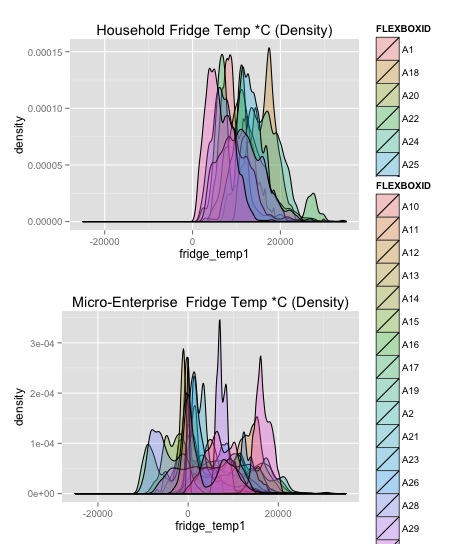 Household Fridge Temp *C (Density)
0.00015
0.00010
0.00005
0.00000
density
-20000
0
20000
fridge_temp1
FLEXBOXID
A1
A18
A20
A22
A24
A25
FLEXBOXID
A10
A11
A12
A13
A14
A15
A16
A17
A19
A2
A21
A23
A26
A28
A29
Micro-Enterprise Fridge Temp *C (Density)
3e-04
2e-04
1e-04
0e+00
density
-20000
0
20000
fridge_temp1